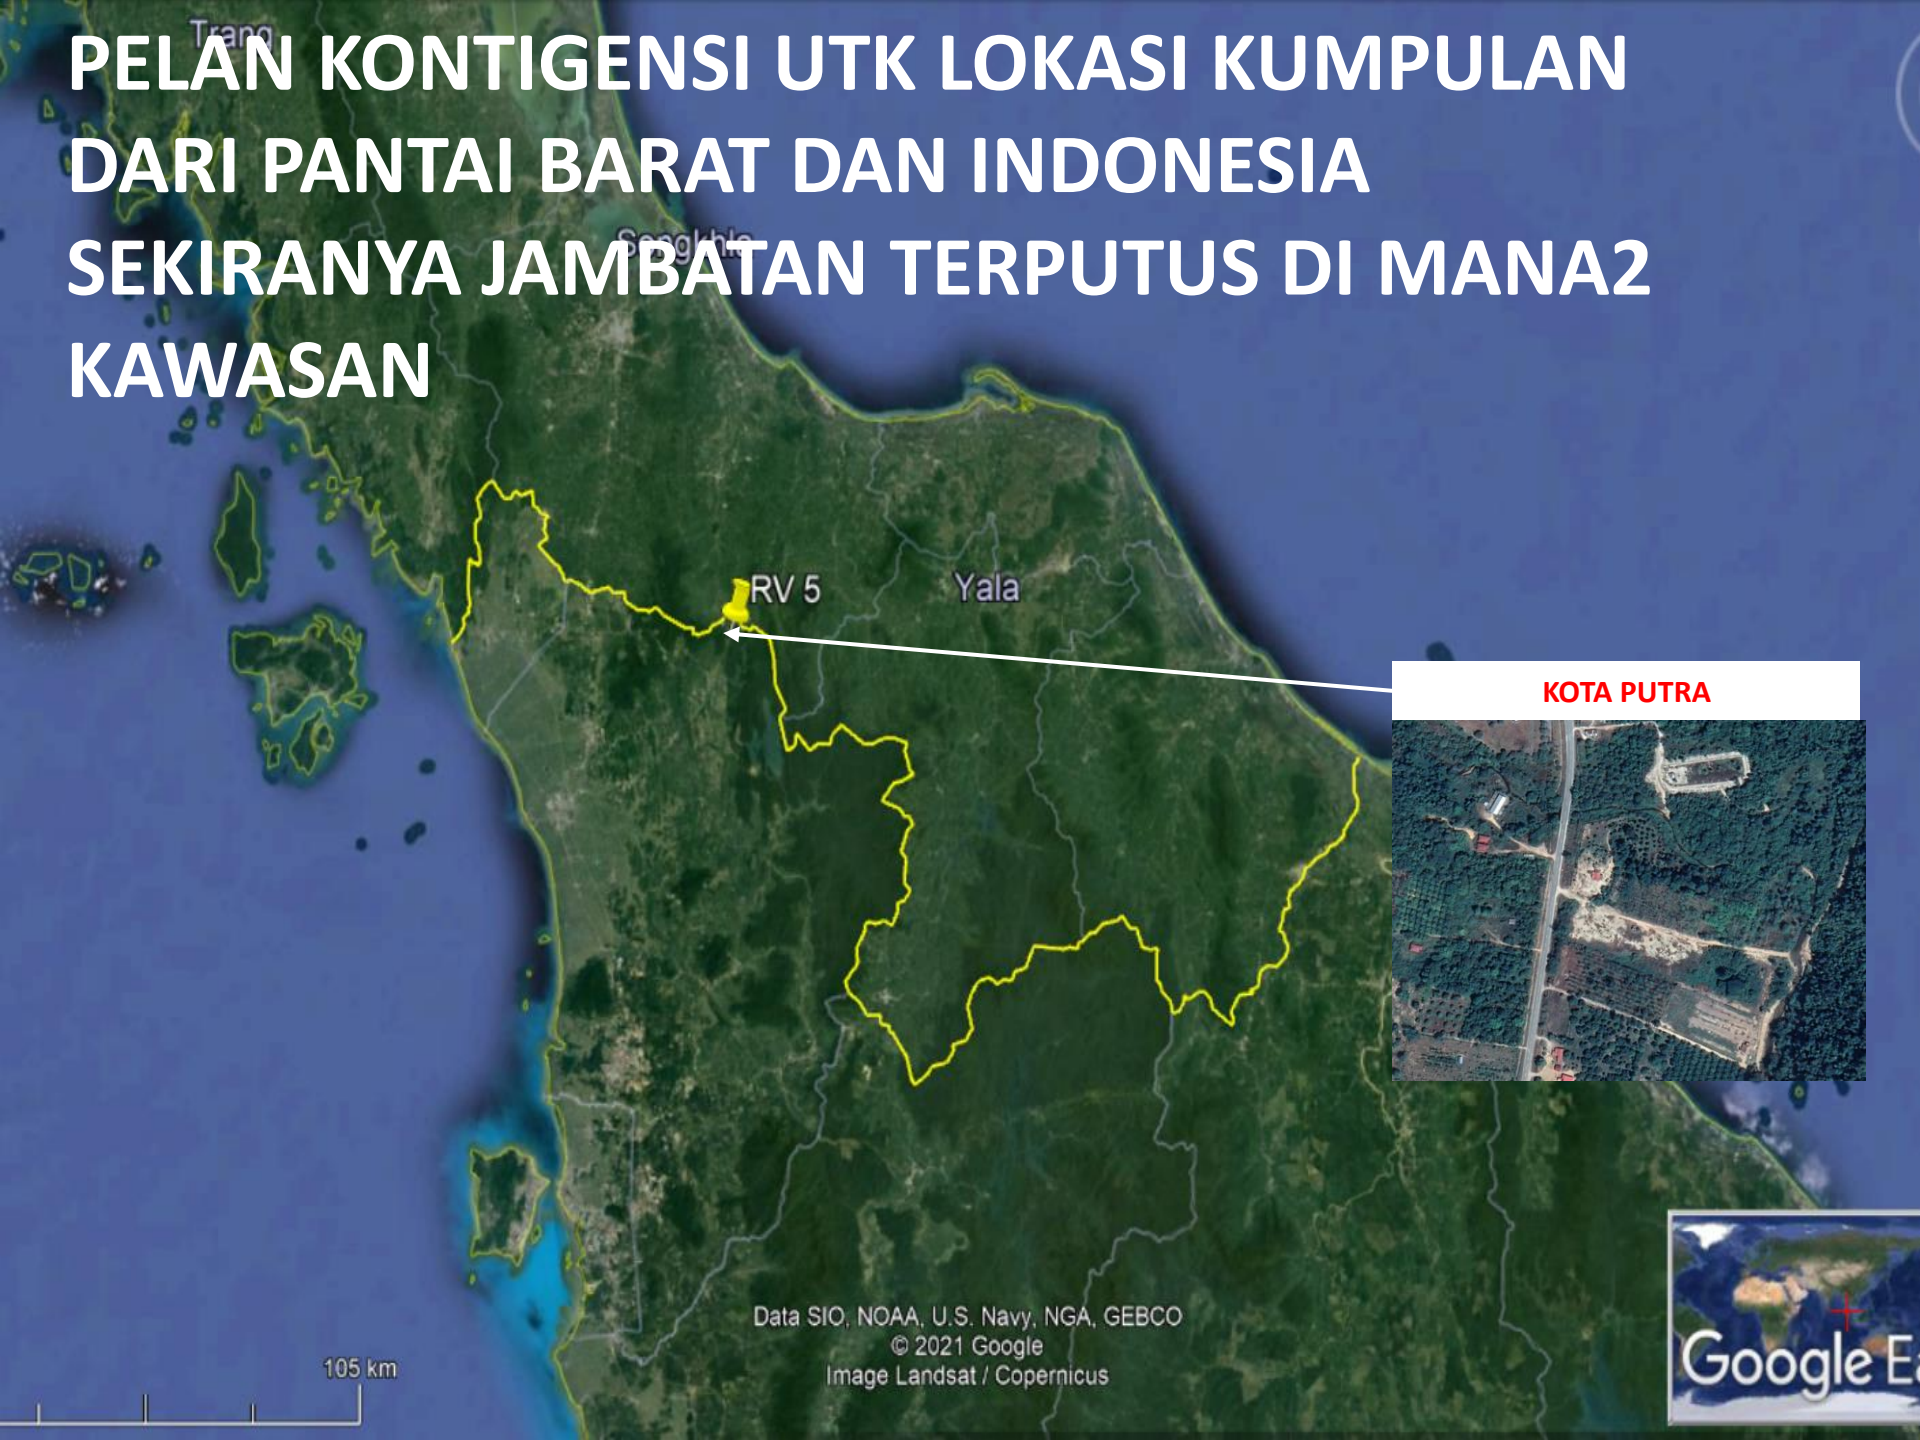 Trang
PELAN KONTIGENSI UTK LOKASI KUMPULAN
DARI PANTAI BARAT DAN INDONESIA
Songkhla
SEKIRANYA JAMBATAN TERPUTUS DI MANA2
KAWASAN
RV 5
Yala
KOTA PUTRA
Data SIO, NOAA, U.S. Navy, NGA, GEBCO
© 2021 Google
Image Landsat / Copernicus
105 km
Google Ea